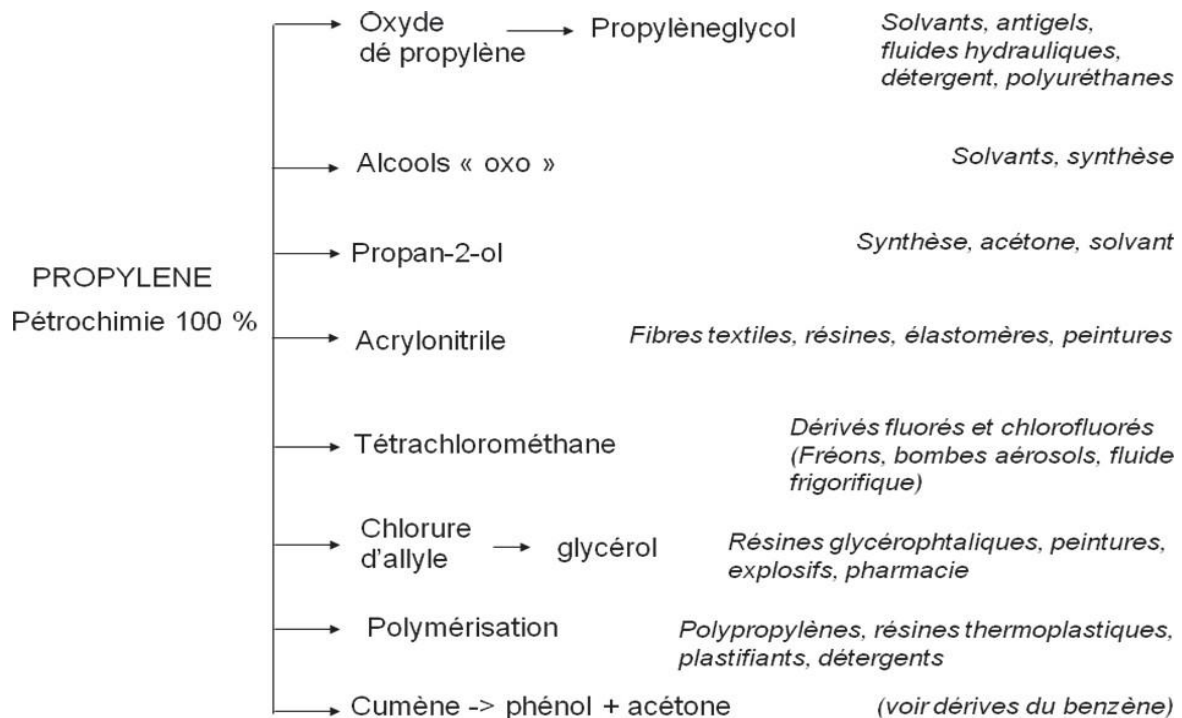 PROPYLENE
Pétrochimie 100 %
Oxyde
dé propylène
Propylèneglycol
Solvants, antigels,
fluides hydrauliques,
détergent, polyuréthanes
Alcools « oxo »
Solvants, synthèse
Propan-2-ol
Synthèse, acétone, solvant
Acrylonitrile
Fibres textiles, résines, élastomères, peintures
Tétrachlorométhane
Dérivés fluorés et chlorofluorés
(Fréons, bombes aérosols, fluide
frigorifique)
Chlorure
d'allyle
glycérol
Résines glycérophtaliques, peintures,
explosifs, pharmacie
Polymérisation
Polypropylènes, résines thermoplastiques,
plastifiants, détergents
Cumène -> phénol + acétone
(voir dérives du benzène)